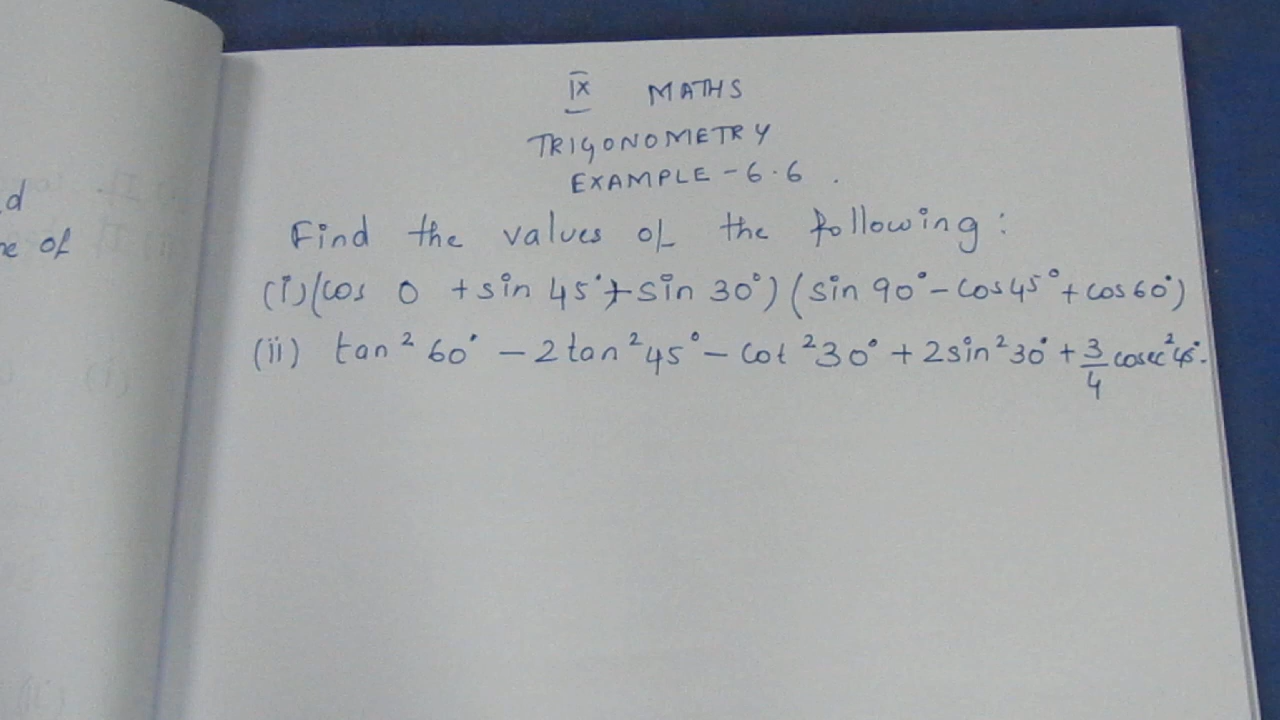 IX MATHS
TRIGONOMETRY
EXAMPLE - 6.6.
d
ne of
Find the values of the following:
(i)(cos 0 + sin 45° + sin 30°) (sin 90° - cos 45° + cos 60°)
(ii) tan² 60° - 2 tan² 45° - cot² 30° + 2 sin² 30° + 3/4 cosec² 45°.